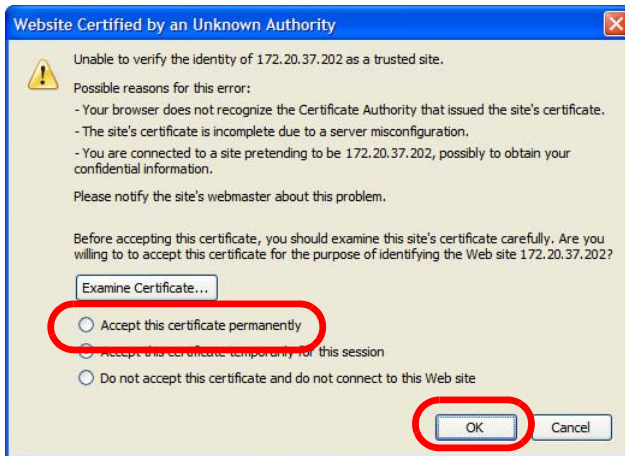 Website Certified by an Unknown Authority
Unable to verify the identity of 172.20.37.202 as a trusted site.
Possible reasons for this error:
- Your browser does not recognize the Certificate Authority that issued the site's certificate.
- The site's certificate is incomplete due to a server misconfiguration.
- You are connected to a site pretending to be 172.20.37.202, possibly to obtain your
confidential information.
Please notify the site's webmaster about this problem.
Before accepting this certificate, you should examine this site's certificate carefully. Are you
willing to to accept this certificate for the purpose of identifying the Web site 172.20.37.202?
Examine Certificate...
Accept this certificate permanently
Accept this certificate temporarily for this session
Do not accept this certificate and do not connect to this Web site
OK
Cancel